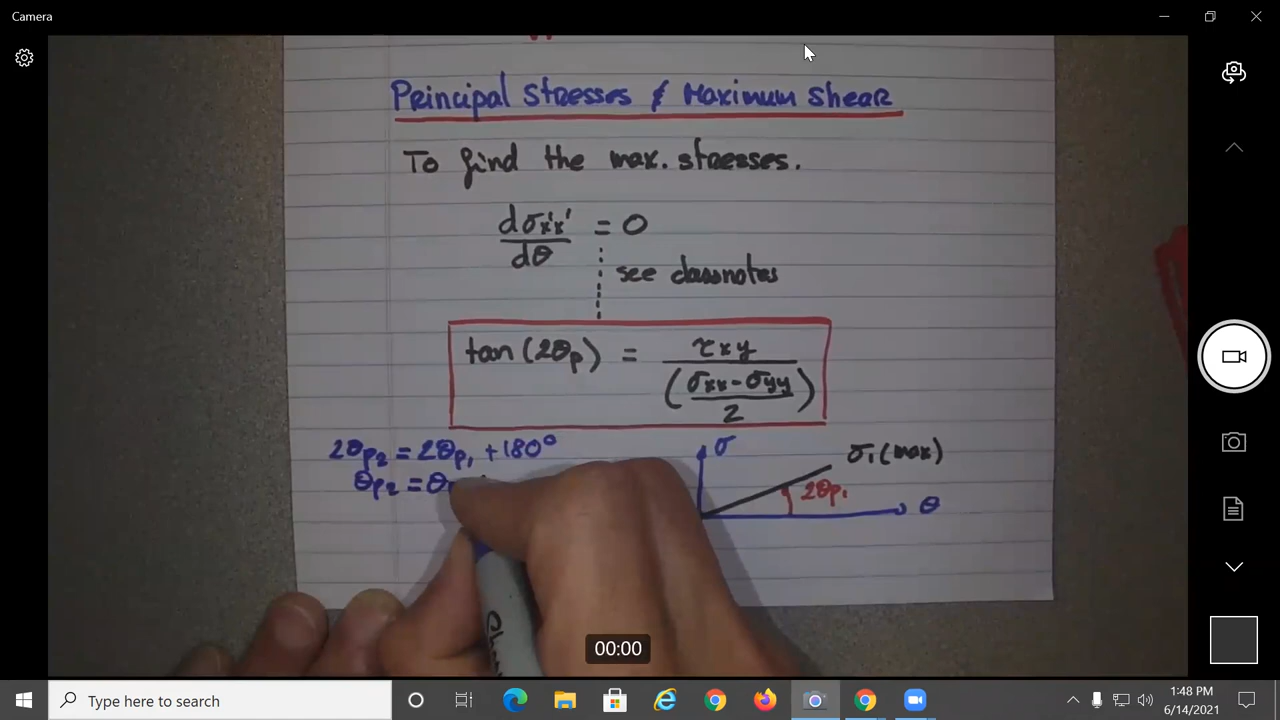 Camera
Principal Stresses & Maximum Shear
To find the max. stresses.
dσx'x' / dθ = 0
see classnotes
tan(2θp) = τxy / ((σxx - σyy) / 2)
2θp2 = 2θp1 + 180°
θp2 = θp
σ
σ1 (max)
2θp1
θ
00:00
Type here to search
1:48 PM
6/14/2021